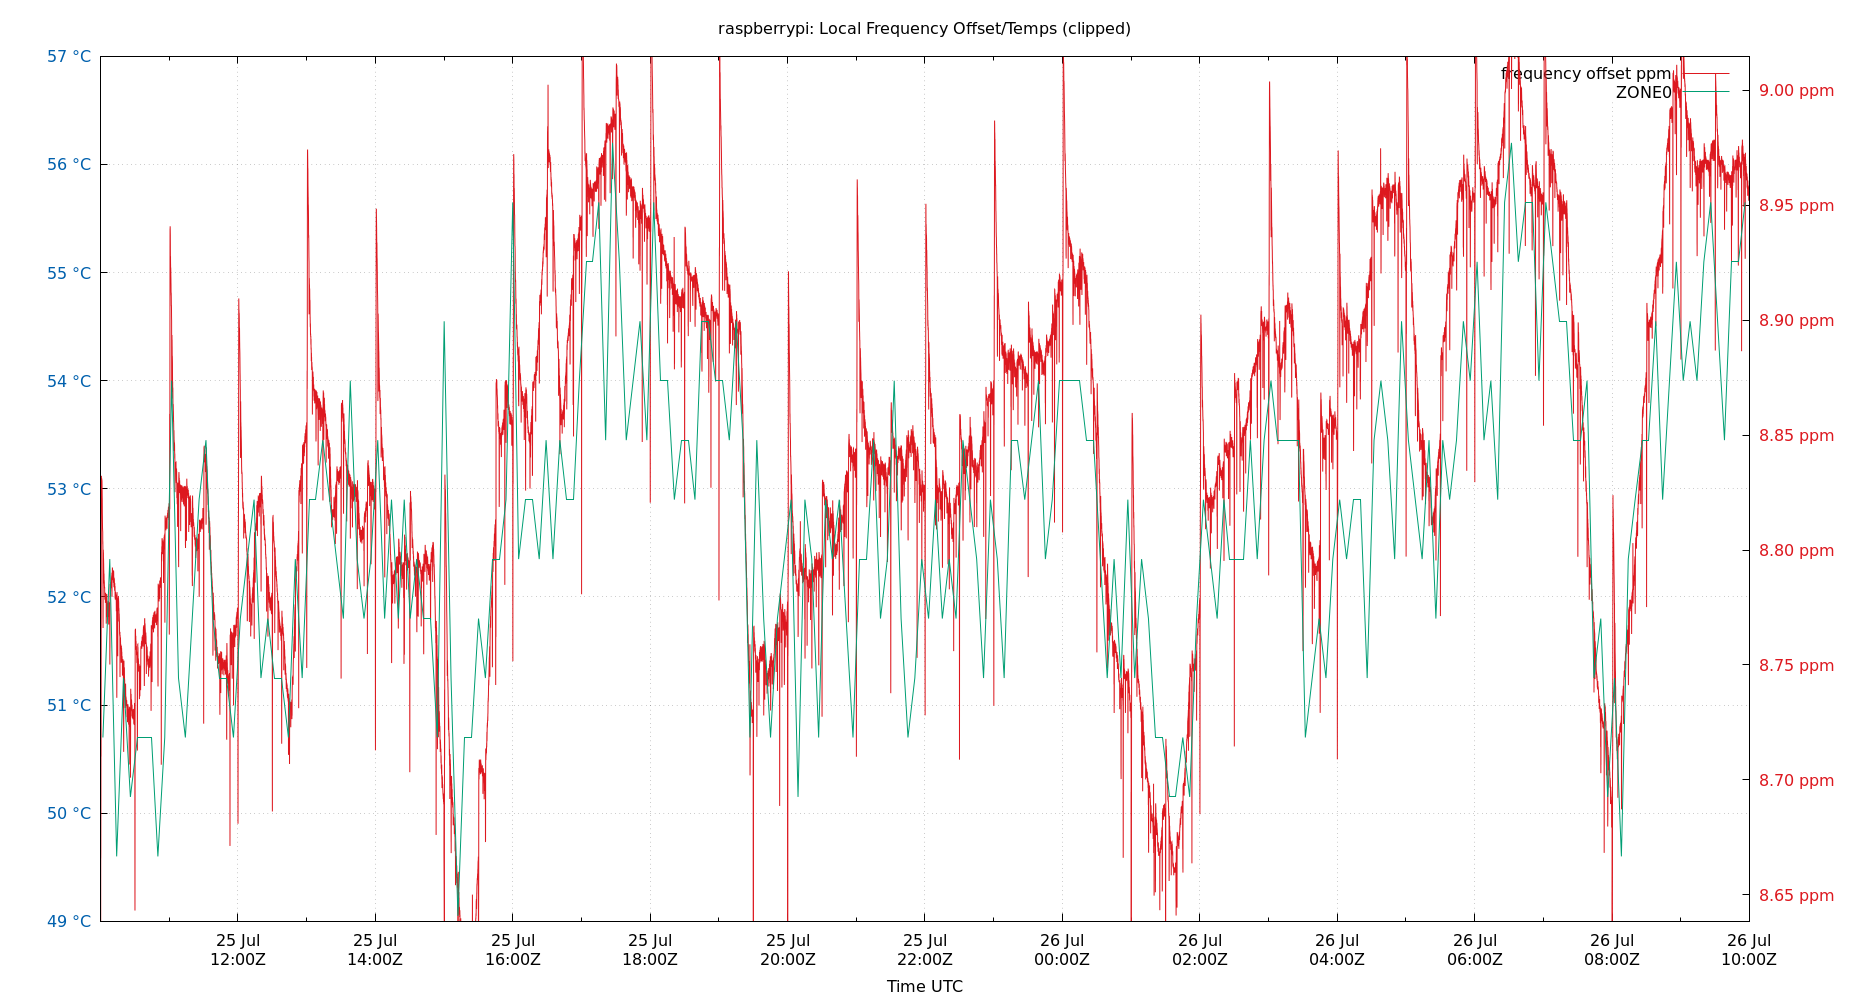 raspberrypi: Local Frequency Offset/Temps (clipped)
57 °C
56 °C
55 °C
54 °C
53 °C
52 °C
51 °C
50 °C
49 °C
frequency offset ppm
ZONE0
9.00 ppm
8.95 ppm
8.90 ppm
8.85 ppm
8.80 ppm
8.75 ppm
8.70 ppm
8.65 ppm
25 Jul
12:00Z
25 Jul
14:00Z
25 Jul
16:00Z
25 Jul
18:00Z
25 Jul
20:00Z
25 Jul
22:00Z
26 Jul
00:00Z
26 Jul
02:00Z
26 Jul
04:00Z
26 Jul
06:00Z
26 Jul
08:00Z
26 Jul
10:00Z
Time UTC